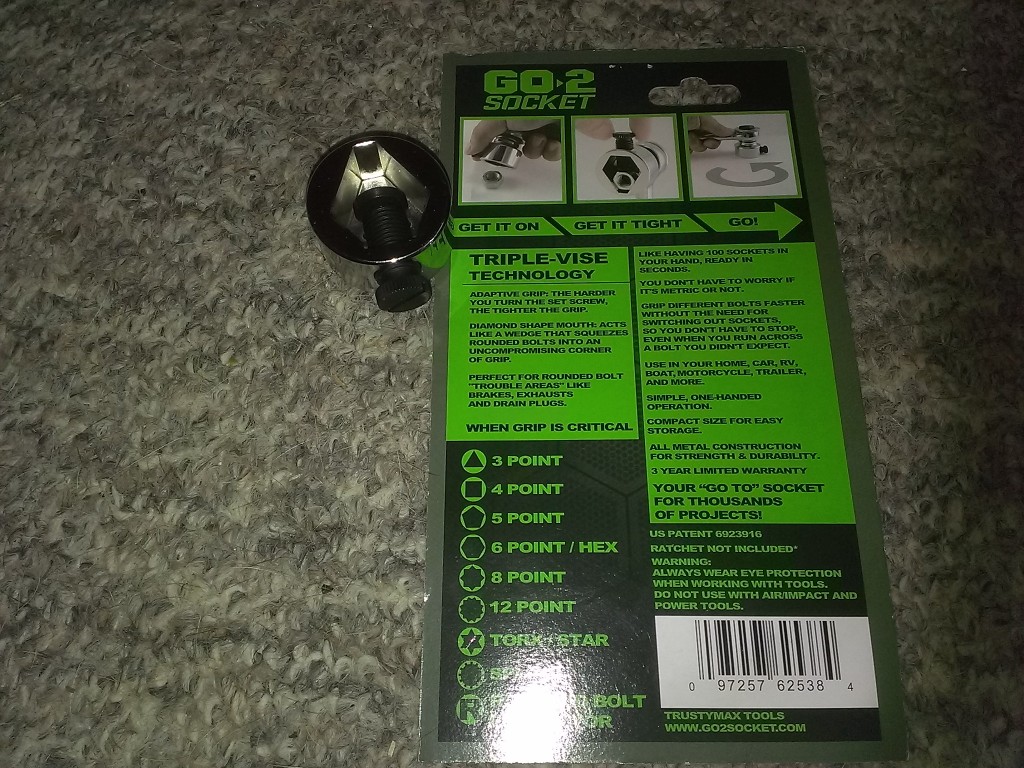 GO 2
SOCKET
GET IT ON
GET IT TIGHT
GO!
TRIPLE-VISE
TECHNOLOGY
ADAPTIVE GRIP: THE HARDER
YOU TURN THE SET SCREW,
THE TIGHTER THE GRIP.
DIAMOND SHAPE MOUTH: ACTS
LIKE A WEDGE THAT SQUEEZES
ROUNDED BOLTS INTO AN
UNCOMPROMISING CORNER
OF GRIP.
PERFECT FOR ROUNDED BOLT
"TROUBLE AREAS" LIKE
BRAKES, EXHAUSTS
AND DRAIN PLUGS.
WHEN GRIP IS CRITICAL
3 POINT
4 POINT
5 POINT
6 POINT / HEX
8 POINT
12 POINT
TORX / STAR
BOLT
LIKE HAVING 100 SOCKETS IN
YOUR HAND, READY IN
SECONDS.
YOU DON'T HAVE TO WORRY IF
IT'S METRIC OR NOT.
GRIP DIFFERENT BOLTS FASTER
WITHOUT THE NEED FOR
SWITCHING OUT SOCKETS,
SO YOU DON'T HAVE TO STOP,
EVEN WHEN YOU RUN ACROSS
A BOLT YOU DIDN'T EXPECT.
USE IN YOUR HOME, CAR, RV,
BOAT, MOTORCYCLE, TRAILER,
AND MORE.
SIMPLE, ONE-HANDED
OPERATION.
COMPACT SIZE FOR EASY
STORAGE.
ALL METAL CONSTRUCTION
FOR STRENGTH & DURABILITY.
3 YEAR LIMITED WARRANTY
YOUR "GO TO" SOCKET
FOR THOUSANDS
OF PROJECTS!
US PATENT 6923916
RATCHET NOT INCLUDED*
WARNING:
ALWAYS WEAR EYE PROTECTION
WHEN WORKING WITH TOOLS.
DO NOT USE WITH AIR/IMPACT AND
POWER TOOLS.
0 97257 62538 4
TRUSTYMAX TOOLS
WWW.GO2SOCKET.COM